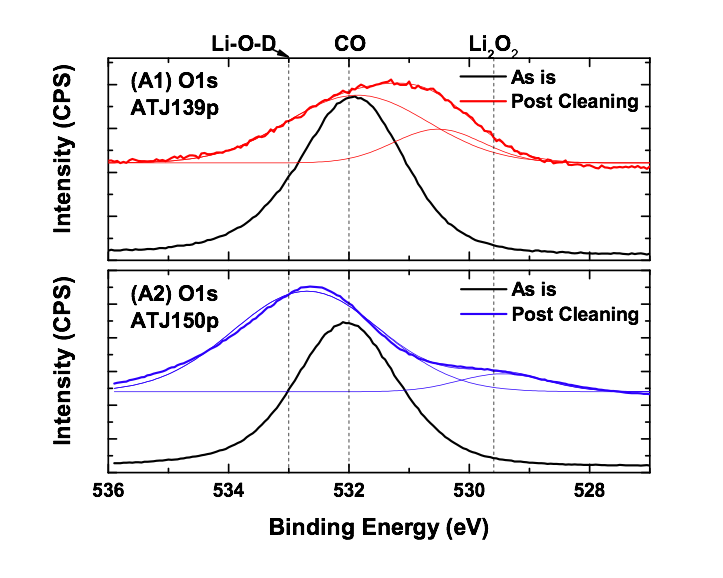 Li-O-D CO Li₂O₂
Intensity (CPS)
(A1) O1s
ATJ139p
As is
Post Cleaning
Intensity (CPS)
(A2) O1s
ATJ150p
As is
Post Cleaning
536 534 532 530 528
Binding Energy (eV)